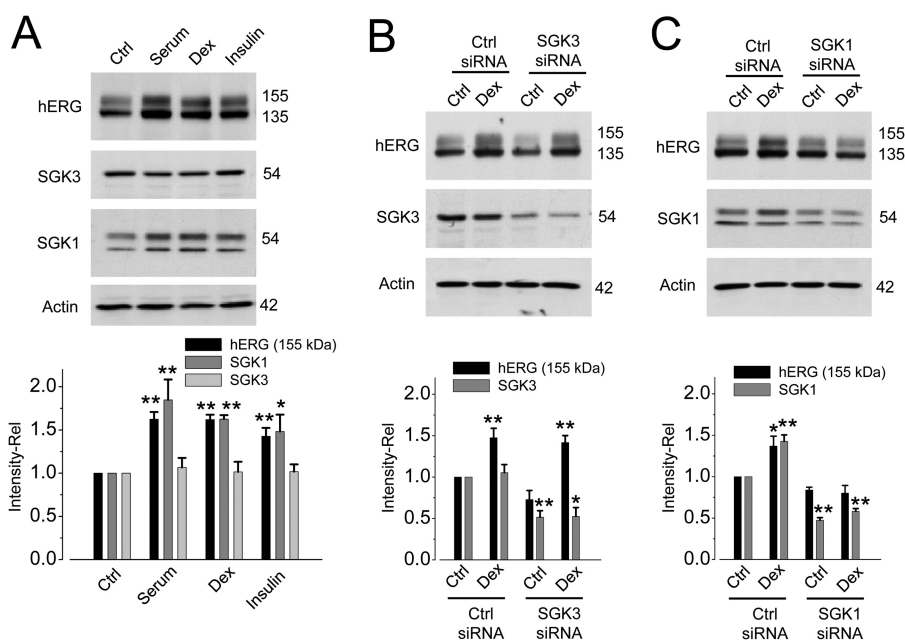 A
Ctrl
Serum
Dex
Insulin
hERG
155
135
SGK3
54
SGK1
54
Actin
42
hERG (155 kDa)
SGK1
SGK3
Intensity-Rel
2.0
1.5
1.0
0.5
0.0
**
**
**
**
**
*
Ctrl
Serum
Dex
Insulin
B
Ctrl siRNA
SGK3 siRNA
Ctrl
Dex
Ctrl
Dex
hERG
155
135
SGK3
54
Actin
42
hERG (155 kDa)
SGK3
Intensity-Rel
2.0
1.5
1.0
0.5
0.0
**
**
**
*
Ctrl
Dex
Ctrl
Dex
Ctrl siRNA
SGK3 siRNA
C
Ctrl siRNA
SGK1 siRNA
Ctrl
Dex
Ctrl
Dex
hERG
155
135
SGK1
54
Actin
42
hERG (155 kDa)
SGK1
Intensity-Rel
2.0
1.5
1.0
0.5
0.0
*
**
**
**
Ctrl
Dex
Ctrl
Dex
Ctrl siRNA
SGK1 siRNA